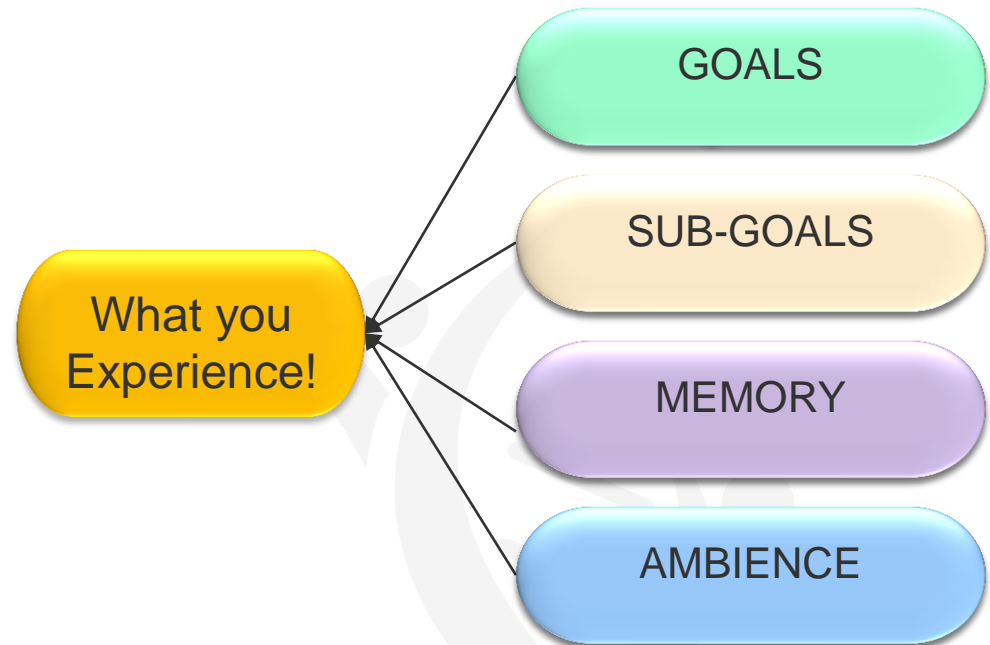 GOALS
SUB-GOALS
What you
Experience!
MEMORY
AMBIENCE